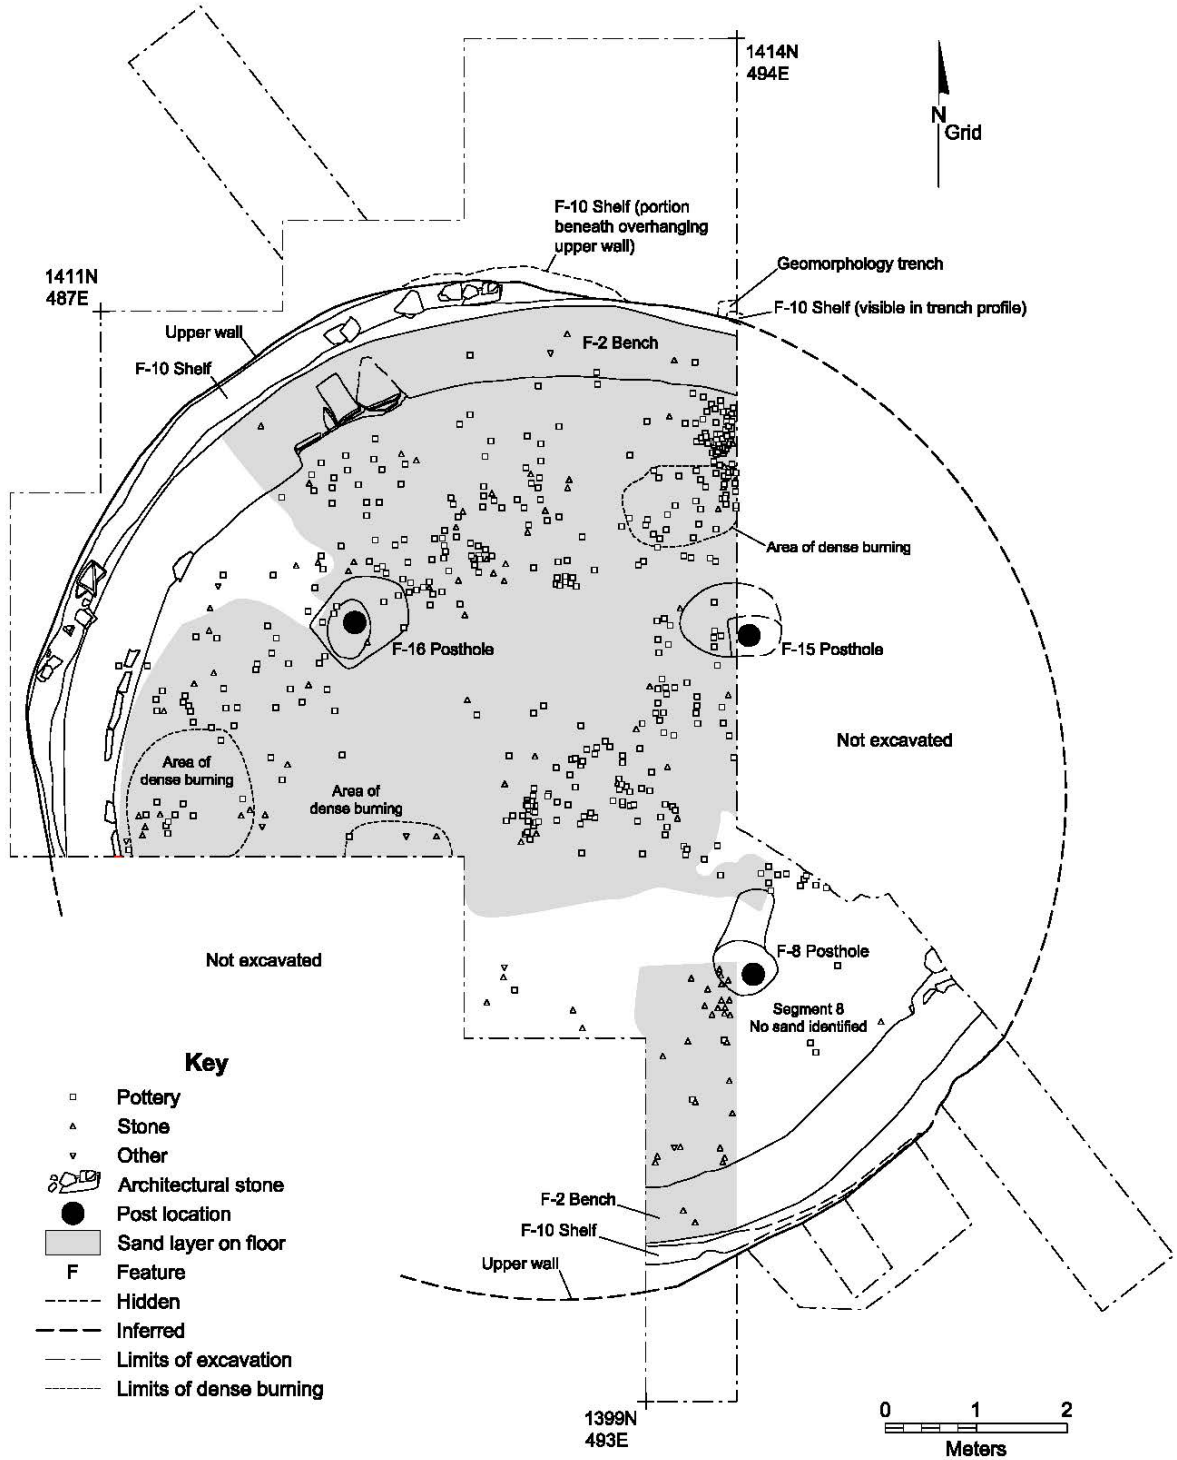 1414N
494E
N
Grid
F-10 Shelf (portion
beneath overhanging
upper wall)
Geomorphology trench
1411N
487E
F-10 Shelf (visible in trench profile)
Upper wall
F-2 Bench
F-10 Shelf
Area of dense burning
F-16 Posthole
F-15 Posthole
Not excavated
Area of
dense burning
Area of
dense burning
F-8 Posthole
Not excavated
Segment 8
No sand identified
Key
Pottery
Stone
Other
Architectural stone
Post location
Sand layer on floor
F Feature
Hidden
Inferred
Limits of excavation
Limits of dense burning
F-2 Bench
F-10 Shelf
Upper wall
1399N
493E
0 1 2
Meters